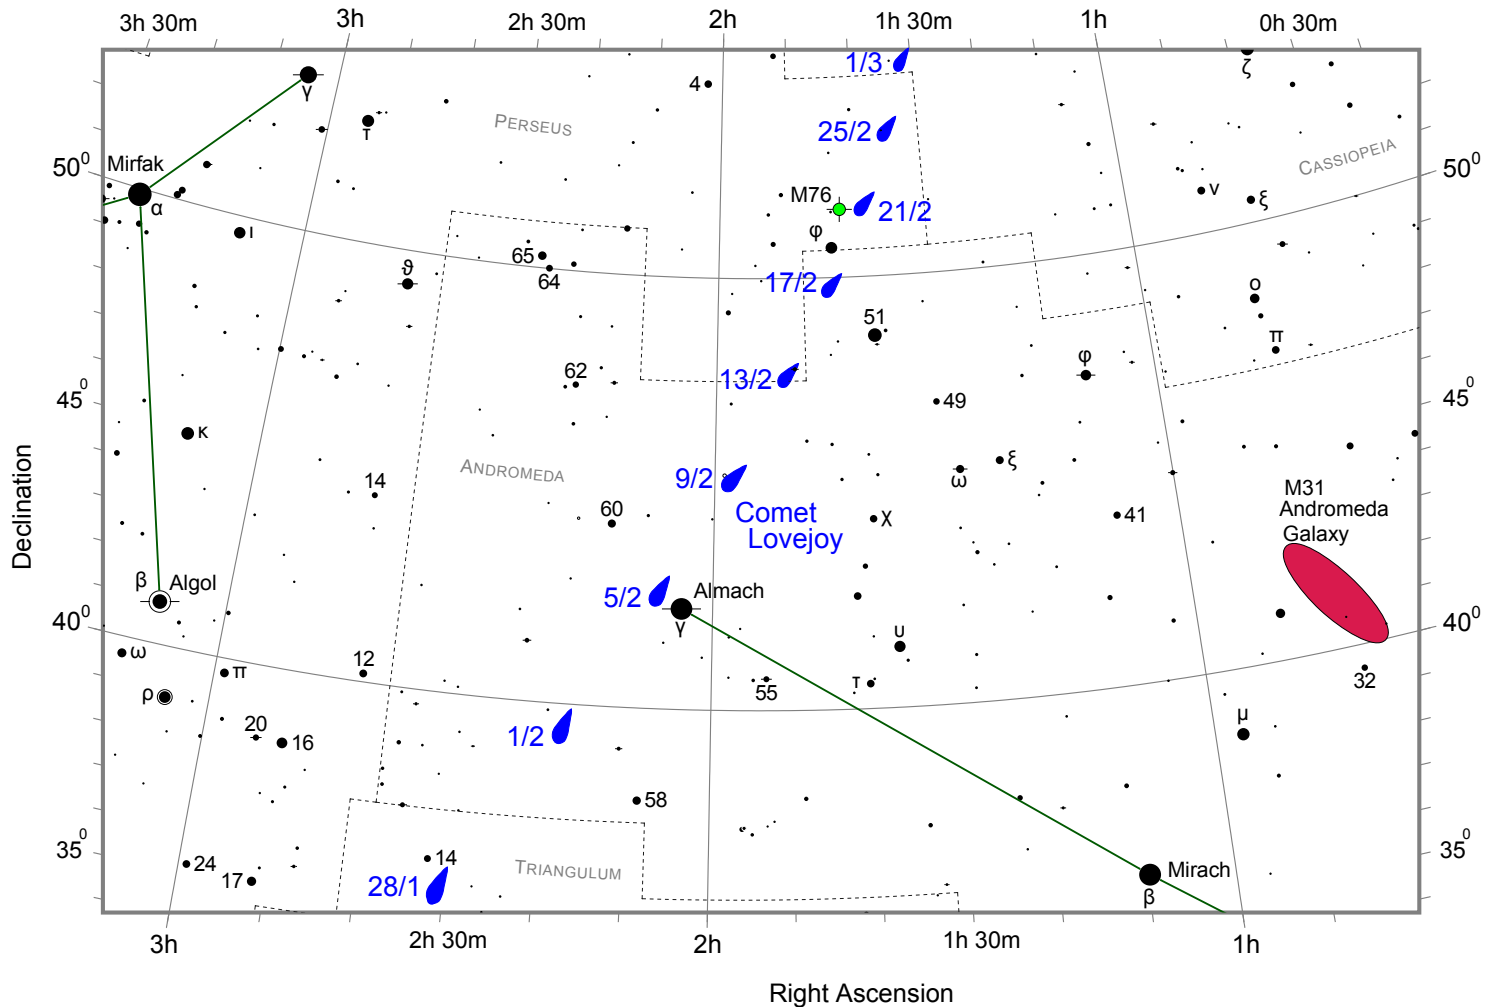 3h 30m
3h
2h 30m
2h
1h 30m
1h
0h 30m
1/3
ζ
4
γ
τ
PERSEUS
25/2
CASSIOPEIA
50⁰
Mirfak
50⁰
α
M76
21/2
ν
ξ
ι
φ
65
64
ϑ
17/2
ο
51
π
62
13/2
φ
45⁰
49
45⁰
κ
ANDROMEDA
9/2
ξ
ω
14
60
Comet
Lovejoy
χ
41
M31
Andromeda
Galaxy
Declination
β
Algol
5/2
Almach
γ
40⁰
40⁰
υ
ω
π
12
ρ
55
τ
32
20
16
1/2
μ
58
35⁰
35⁰
24
17
14
28/1
TRIANGULUM
Mirach
β
3h
2h 30m
2h
1h 30m
1h
Right Ascension